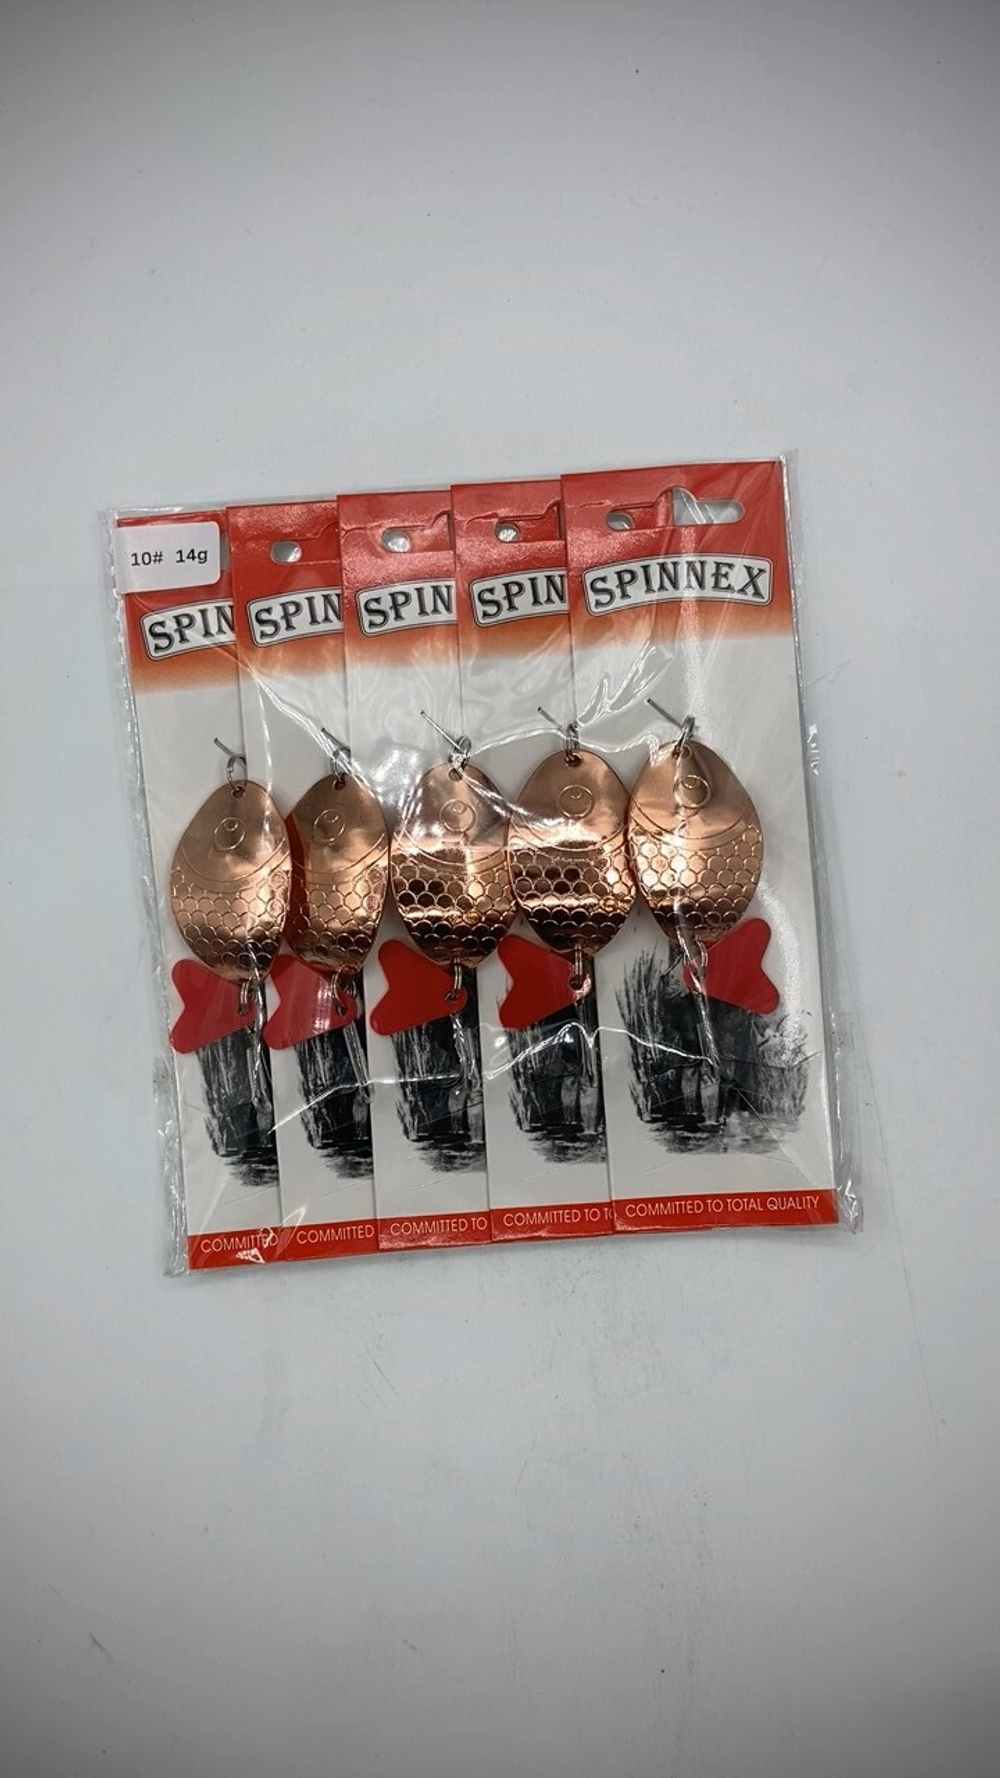 10# 14g
SPIN
SPIN
SPIN
SPIN
SPINNEX
COMMITTED
COMMITTED
COMMITTED TO
COMMITTED TO TO
COMMITTED TO TOTAL QUALITY